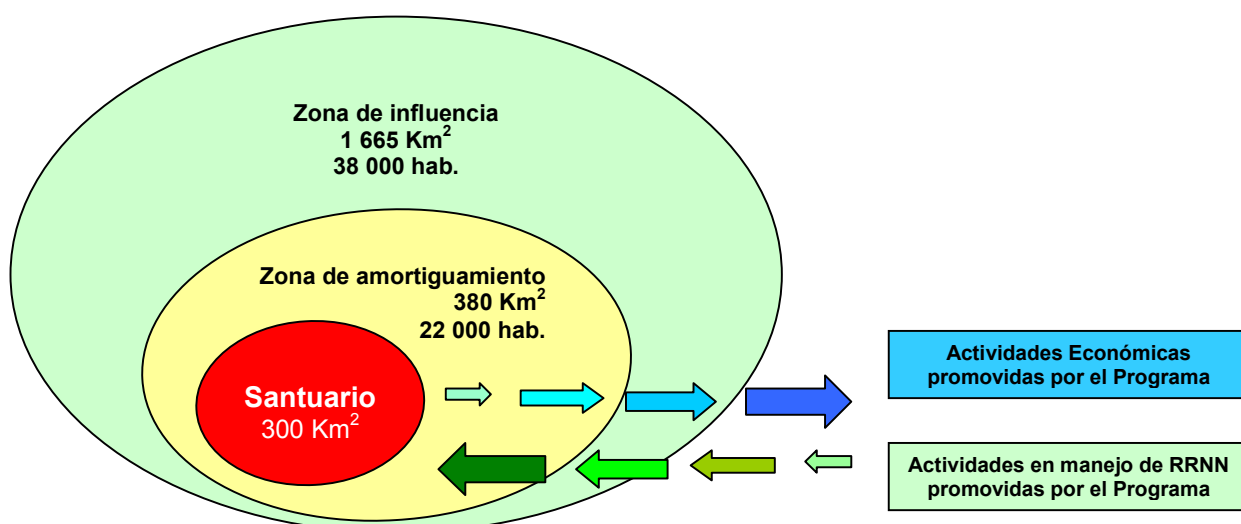 Zona de influencia
1 665 Km²
38 000 hab.
Zona de amortiguamiento
380 Km²
22 000 hab.
Santuario
300 Km²
Actividades Económicas
promovidas por el Programa
Actividades en manejo de RRNN
promovidas por el Programa